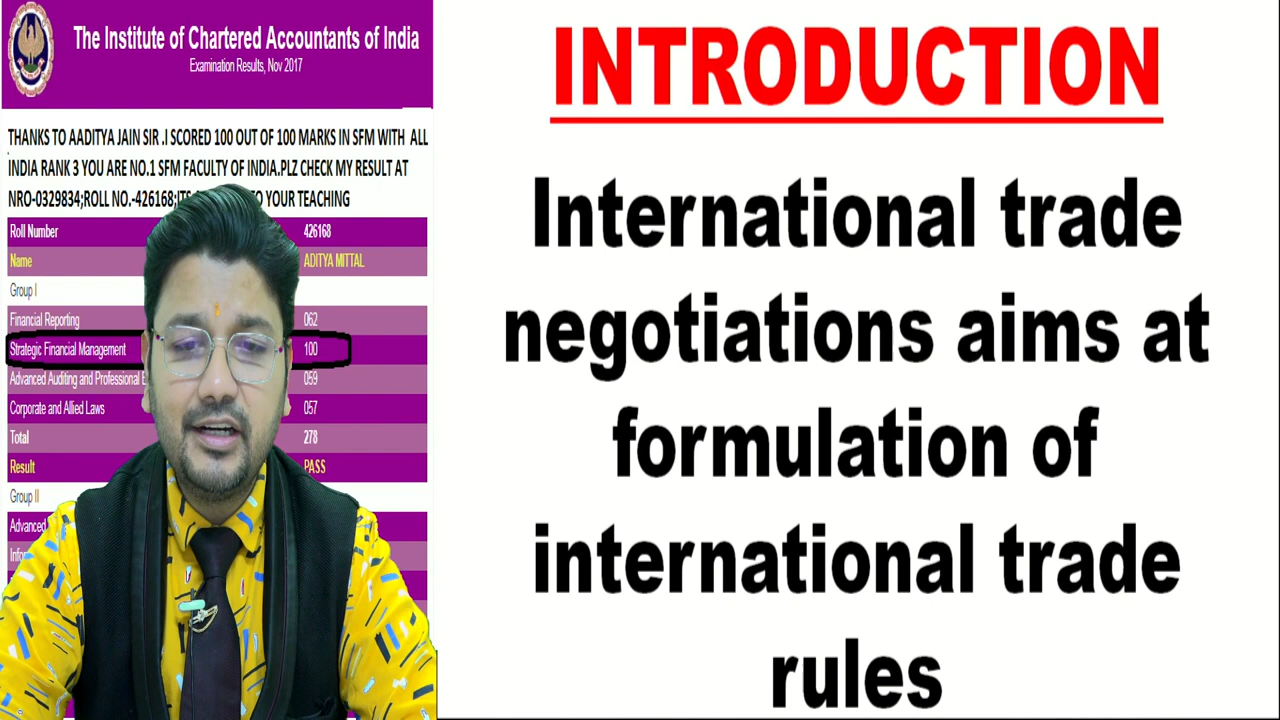 The Institute of Chartered Accountants of India
Examination Results, Nov 2017
THANKS TO AADITYA JAIN SIR .I SCORED 100 OUT OF 100 MARKS IN SFM WITH ALL
INDIA RANK 3 YOU ARE NO.1 SFM FACULTY OF INDIA.PLZ CHECK MY RESULT AT
NRO-0329834;ROLL NO.-426168;ITS TO YOUR TEACHING
Roll Number 426168
Name ADITYA MITTAL
Group I
Financial Reporting 062
Strategic Financial Management 100
Advanced Auditing and Professional 059
Corporate and Allied Laws 057
Total 278
Result PASS
Group II
Advanced
INTRODUCTION
International trade
negotiations aims at
formulation of
international trade
rules